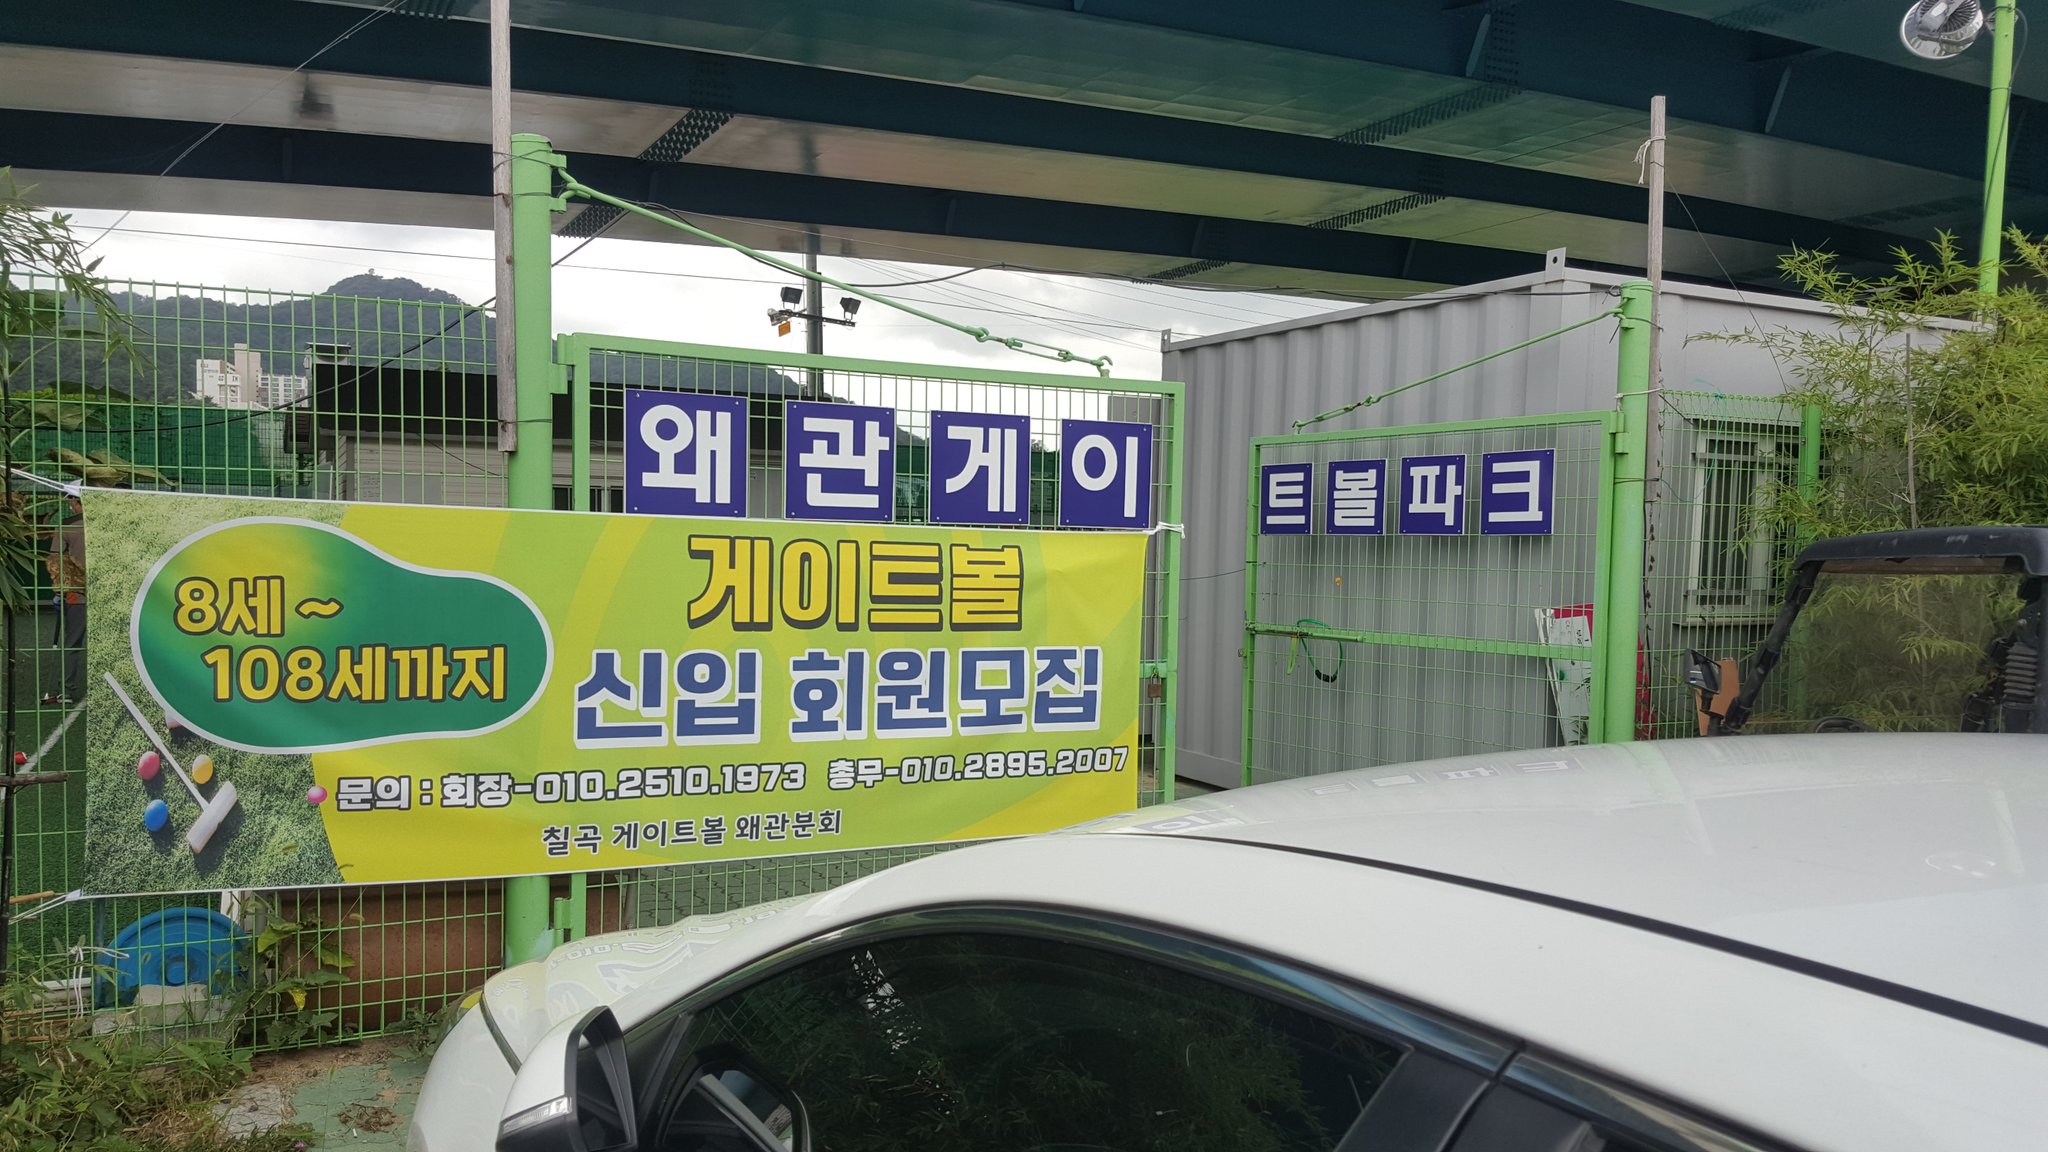 왜관게이트볼파크
게이트볼
8세~
108세까지
신입 회원모집
문의 : 회장-010.2510.1973 총무-010.2895.2007
칠곡 게이트볼 왜관분회